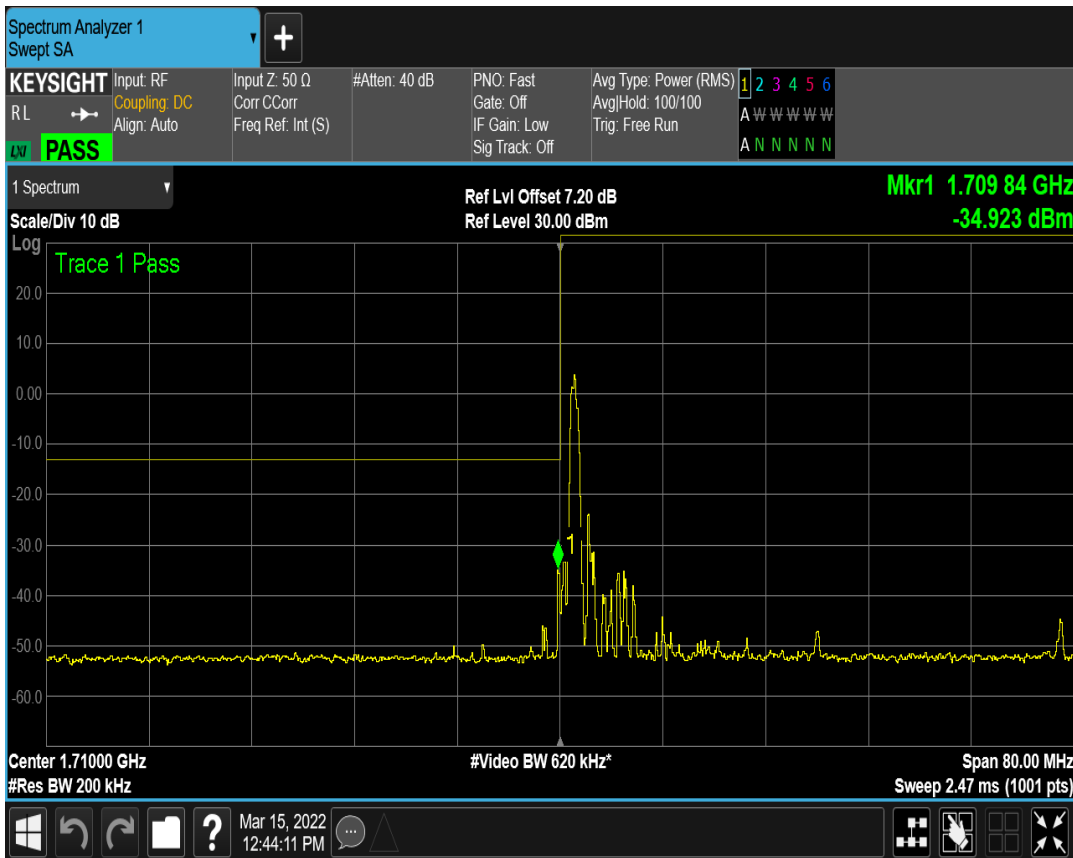 Spectrum Analyzer 1
Swept SA
KEYSIGHT
R L
LXI PASS
Input: RF
Coupling: DC
Align: Auto
Input Z: 50 Ω
Corr CCorr
Freq Ref: Int (S)
#Atten: 40 dB
PNO: Fast
Gate: Off
IF Gain: Low
Sig Track: Off
Avg Type: Power (RMS)
Avg|Hold: 100/100
Trig: Free Run
1 2 3 4 5 6
A W W W W W
A N N N N N
1 Spectrum
Scale/Div 10 dB
Ref Lvl Offset 7.20 dB
Ref Level 30.00 dBm
Mkr1 1.709 84 GHz
-34.923 dBm
Log
Trace 1 Pass
20.0
10.0
0.00
-10.0
-20.0
-30.0
-40.0
-50.0
-60.0
1
Center 1.71000 GHz
#Res BW 200 kHz
#Video BW 620 kHz*
Span 80.00 MHz
Sweep 2.47 ms (1001 pts)
?
Mar 15, 2022
12:44:11 PM